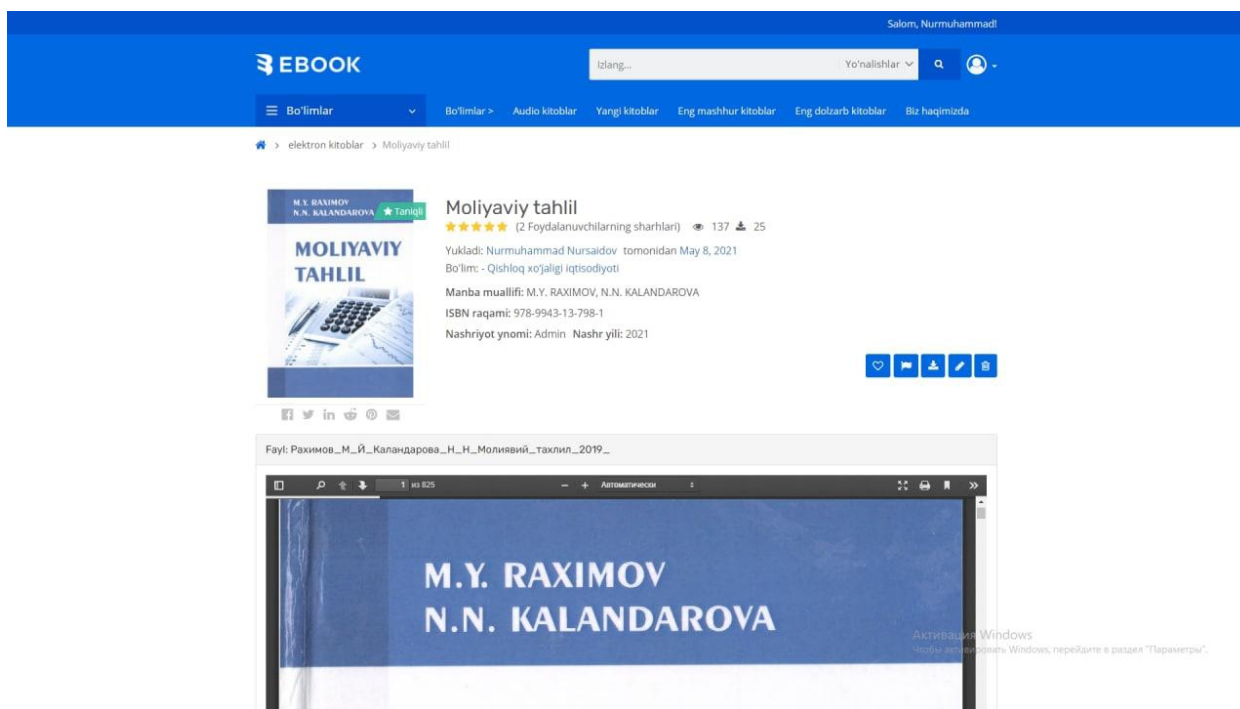 Salom, Nurmuhammad!
EBOOK
Izlang...
Yo'nalishlar
Bo'limlar
Bo'limlar >
Audio kitoblar
Yangi kitoblar
Eng mashhur kitoblar
Eng dolzarb kitoblar
Biz haqimizda
> elektron kitoblar > Moliyaviy tahlil
M.Y. RAXIMOV
N.N. KALANDAROVA
Taniqli
MOLIYAVIY
TAHLIL
Moliyaviy tahlil
(2 Foydalanuvchilarning sharhlari) 137 25
Yukladi: Nurmuhammad Nursaidov tomonidan May 8, 2021
Bo'lim: - Qishloq xo'jaligi iqtisodiyoti
Manba muallifi: M.Y. RAXIMOV, N.N. KALANDAROVA
ISBN raqami: 978-9943-13-798-1
Nashriyot ynomi: Admin Nashr yili: 2021
Fayl: Рахимов_М_Й_Каландарова_Н_Н_Молиявий_тахлил_2019_
1 из 825
Автоматически
M.Y. RAXIMOV
N.N. KALANDAROVA
Активация Windows
Чтобы активировать Windows, перейдите в раздел "Параметры".